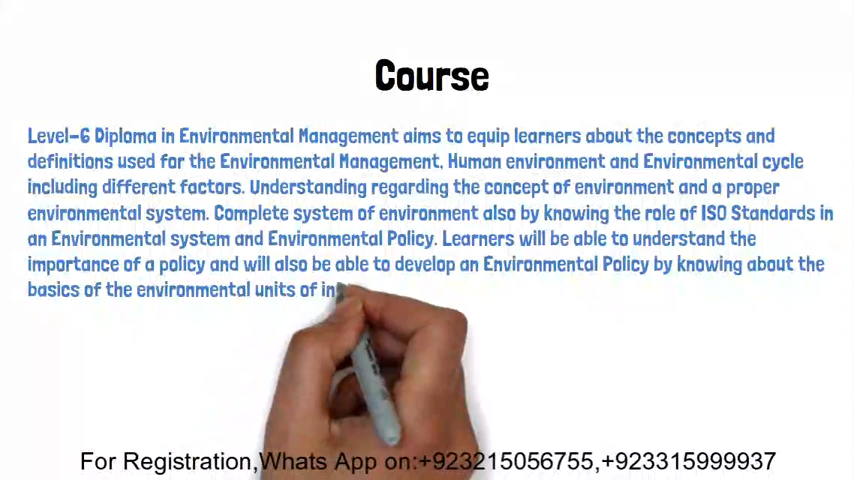 Course
Level-6 Diploma in Environmental Management aims to equip learners about the concepts and
definitions used for the Environmental Management, Human environment and Environmental cycle
including different factors. Understanding regarding the concept of environment and a proper
environmental system. Complete system of environment also by knowing the role of ISO Standards in
an Environmental system and Environmental Policy. Learners will be able to understand the
importance of a policy and will also be able to develop an Environmental Policy by knowing about the
basics of the environmental units of in
For Registration,Whats App on:+923215056755,+923315999937